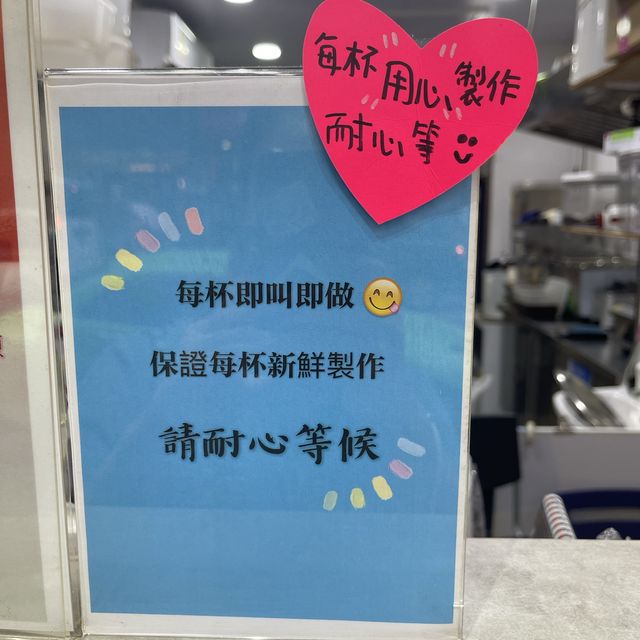 每杯用心製作
耐心等
每杯即叫即做
保證每杯新鮮製作
請耐心等候